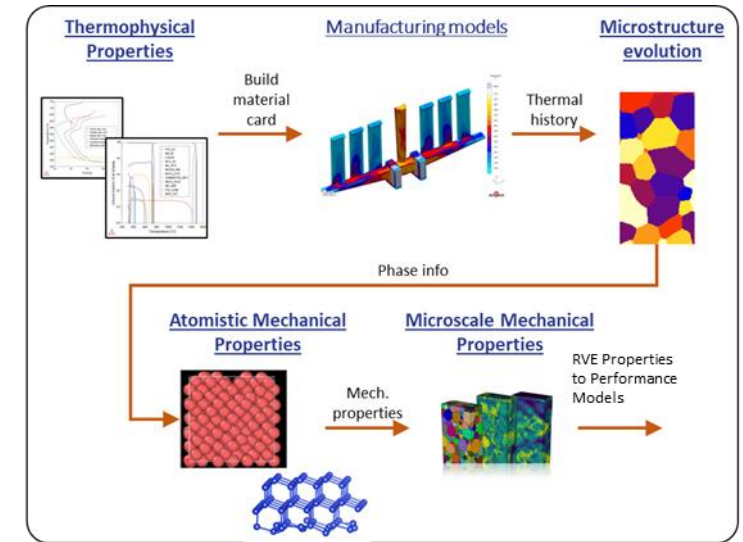 Thermophysical
Properties
Manufacturing models
Microstructure
evolution
Build
material
card
Thermal
history
Phase info
Atomistic Mechanical
Properties
Microscale Mechanical
Properties
Mech.
properties
RVE Properties
to Performance
Models